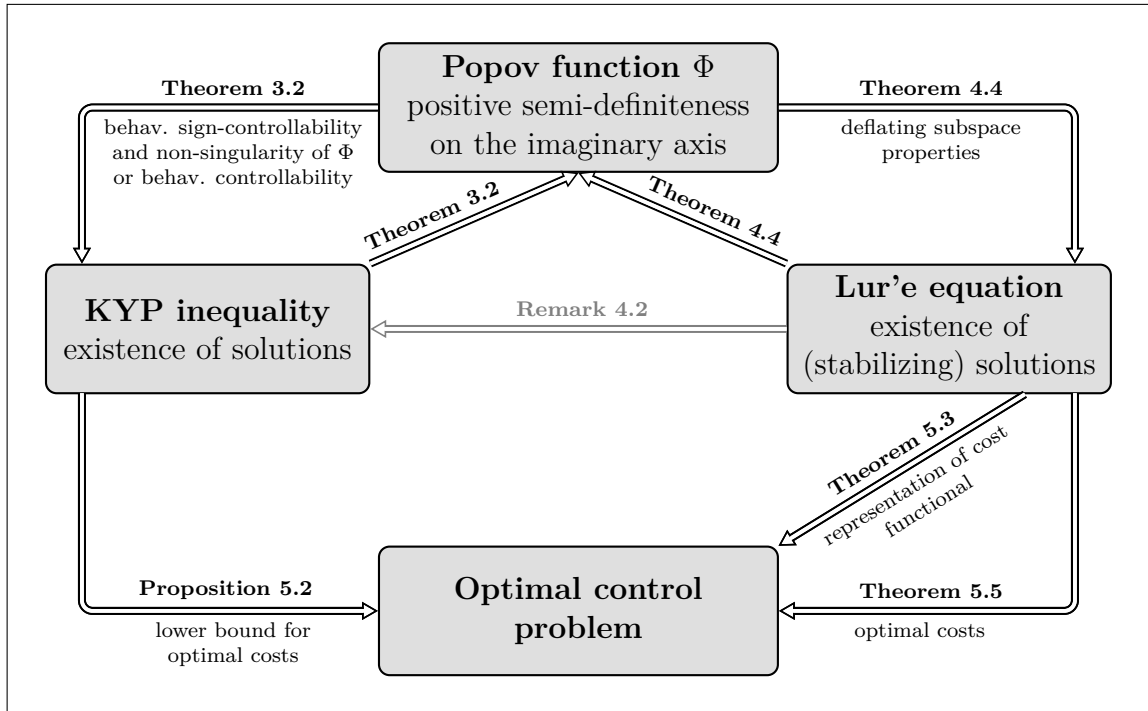 Popov function Φ
positive semi-definiteness
on the imaginary axis
Theorem 3.2
behav. sign-controllability
and non-singularity of Φ
or behav. controllability
Theorem 4.4
deflating subspace
properties
Theorem 3.2
Theorem 4.4
KYP inequality
existence of solutions
Remark 4.2
Lur'e equation
existence of
(stabilizing) solutions
Theorem 5.3
representation of cost
functional
Proposition 5.2
lower bound for
optimal costs
Optimal control
problem
Theorem 5.5
optimal costs